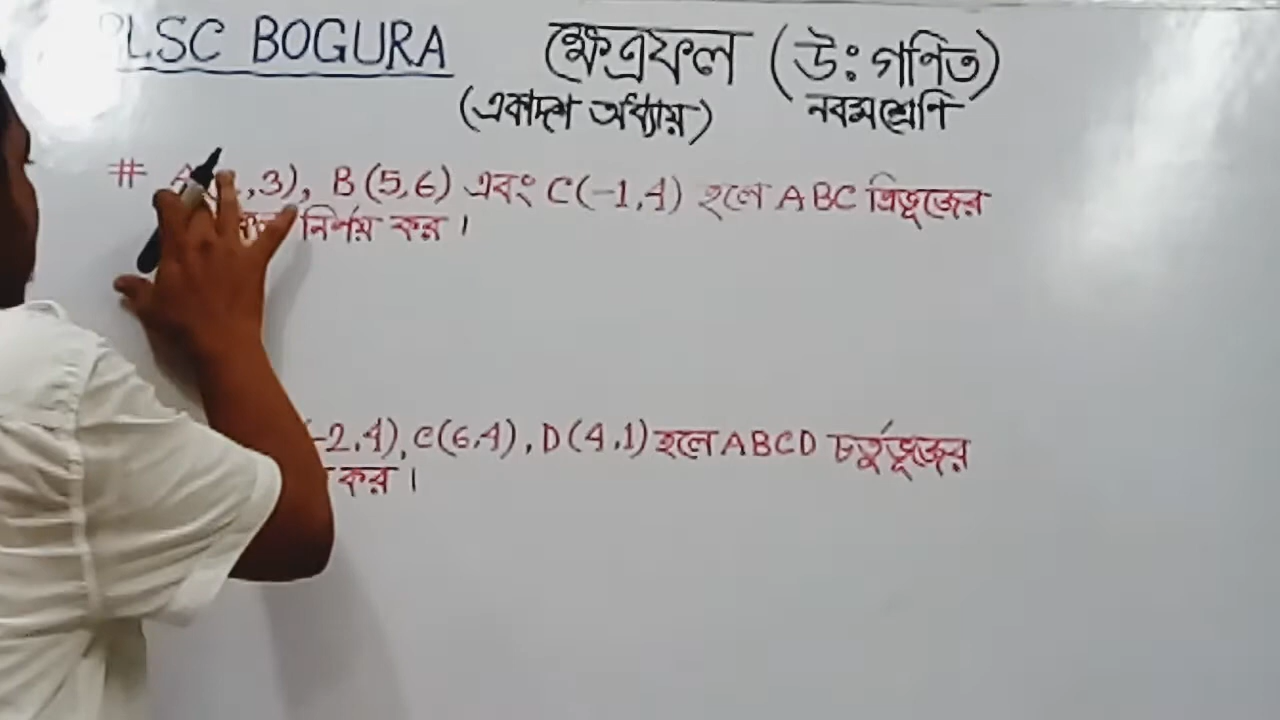 PLSC BOGURA
ক্ষেত্রফল (উঃ গণিত)
(একাদশ অধ্যায়) নবমশ্রেণি
# A ,3), B (5,6) এবং C(-1,4) হলে ABC ত্রিভূজের
নির্ণয় কর।
-2,4), C(6,4), D(4,1) হলে ABCD চতুর্ভূজের
কর।